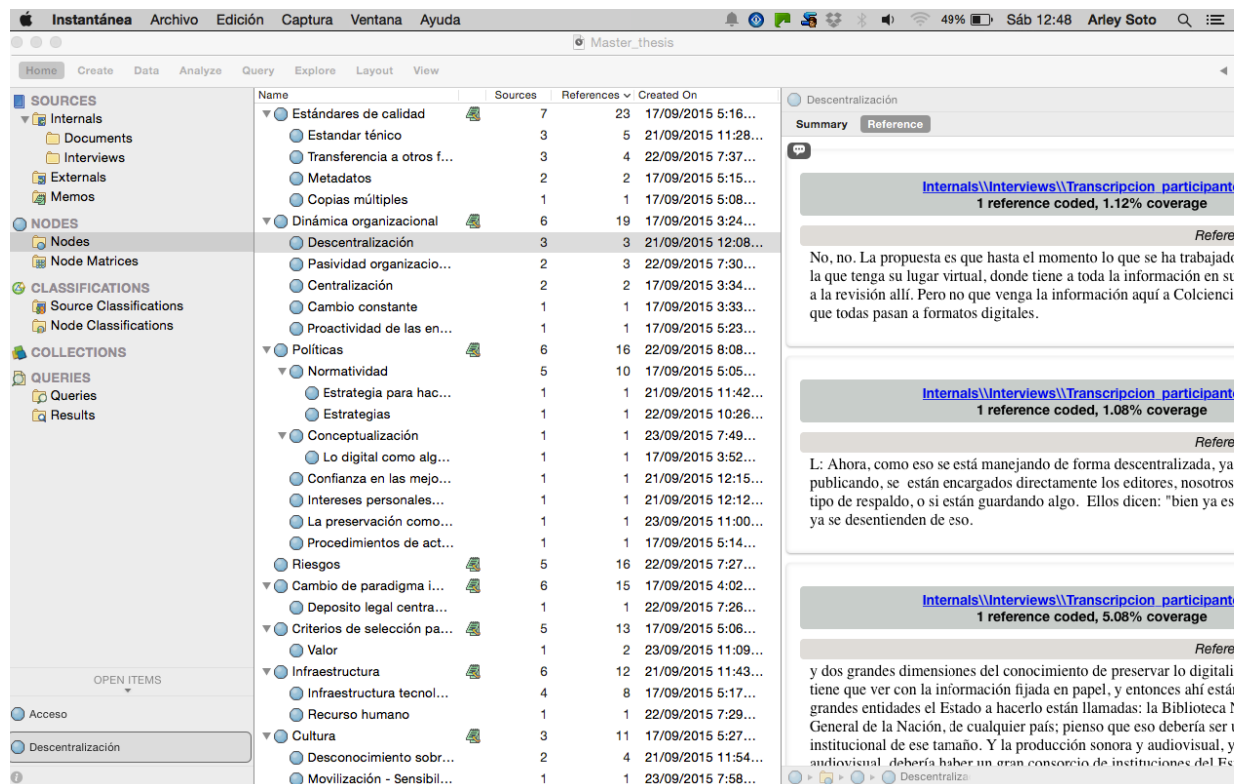 Instantánea Archivo Edición Captura Ventana Ayuda 49% Sáb 12:48 Arley Soto
Master_thesis
Home Create Data Analyze Query Explore Layout View
SOURCES
Internals
Documents
Interviews
Externals
Memos
NODES
Nodes
Node Matrices
CLASSIFICATIONS
Source Classifications
Node Classifications
COLLECTIONS
QUERIES
Queries
Results
OPEN ITEMS
Acceso
Descentralización
Name Sources References Created On
Estándares de calidad 7 23 17/09/2015 5:16...
Estandar ténico 3 5 21/09/2015 11:28...
Transferencia a otros f... 3 4 22/09/2015 7:37...
Metadatos 2 2 17/09/2015 5:15...
Copias múltiples 1 1 17/09/2015 5:08...
Dinámica organizacional 6 19 17/09/2015 3:24...
Descentralización 3 3 21/09/2015 12:08...
Pasividad organizacio... 2 3 22/09/2015 7:30...
Centralización 2 2 17/09/2015 3:34...
Cambio constante 1 1 17/09/2015 3:33...
Proactividad de las en... 1 1 17/09/2015 5:23...
Políticas 6 16 22/09/2015 8:08...
Normatividad 5 10 17/09/2015 5:05...
Estrategia para hac... 1 1 21/09/2015 11:42...
Estrategias 1 1 22/09/2015 10:26...
Conceptualización 1 1 23/09/2015 7:49...
Lo digital como alg... 1 1 17/09/2015 3:52...
Confianza en las mejo... 1 1 21/09/2015 12:15...
Intereses personales... 1 1 21/09/2015 12:12...
La preservación como... 1 1 23/09/2015 11:00...
Procedimientos de act... 1 1 17/09/2015 5:14...
Riesgos 5 16 22/09/2015 7:27...
Cambio de paradigma i... 6 15 17/09/2015 4:02...
Deposito legal centra... 1 1 22/09/2015 7:26...
Criterios de selección pa... 5 13 17/09/2015 5:06...
Valor 1 2 23/09/2015 11:09...
Infraestructura 6 12 21/09/2015 11:43...
Infraestructura tecnol... 4 8 17/09/2015 5:17...
Recurso humano 1 1 22/09/2015 7:29...
Cultura 3 11 17/09/2015 5:27...
Desconocimiento sobr... 2 4 21/09/2015 11:54...
Movilización - Sensibil... 1 1 23/09/2015 7:58...
Descentralización
Summary Reference
Internals\\Interviews\\Transcripcion_participante
1 reference coded, 1.12% coverage
Refere
No, no. La propuesta es que hasta el momento lo que se ha trabajado
la que tenga su lugar virtual, donde tiene a toda la información en su
a la revisión allí. Pero no que venga la información aquí a Colcienci
que todas pasan a formatos digitales.
Internals\\Interviews\\Transcripcion_participante
1 reference coded, 1.08% coverage
Refere
L: Ahora, como eso se está manejando de forma descentralizada, ya
publicando, se están encargados directamente los editores, nosotros
tipo de respaldo, o si están guardando algo. Ellos dicen: "bien ya es
ya se desentienden de eso.
Internals\\Interviews\\Transcripcion_participante
1 reference coded, 5.08% coverage
Refere
y dos grandes dimensiones del conocimiento de preservar lo digitali
tiene que ver con la información fijada en papel, y entonces ahí está
grandes entidades el Estado a hacerlo están llamadas: la Biblioteca N
General de la Nación, de cualquier país; pienso que eso debería ser u
institucional de ese tamaño. Y la producción sonora y audiovisual, y
audiovisual, debería haber un gran consorcio de instituciones del Es
Descentraliza